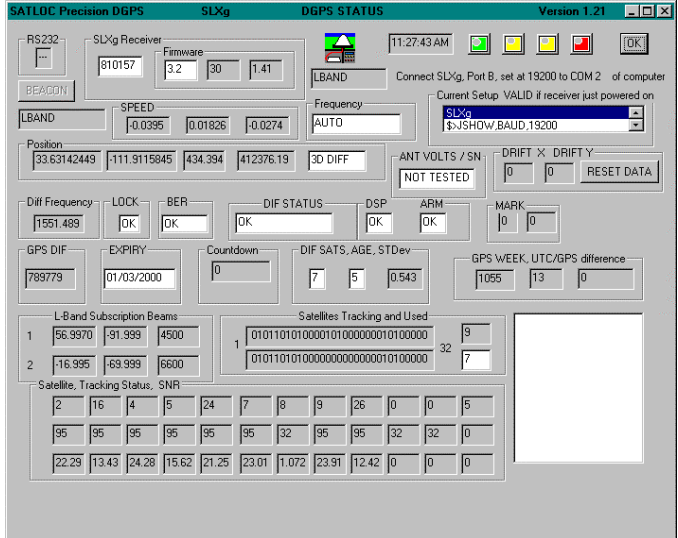 SATLOC Precision DGPS SLXg DGPS STATUS Version 1.21
RS232
---
SLXg Receiver
810157
Firmware
3.2 30 1.41
11:27:43 AM
OK
BEACON
LBAND
Connect SLXg, Port B, set at 19200 to COM 2 of computer
Current Setup VALID if receiver just powered on
SLXg
$>JSHOW,BAUD,19200
LBAND
SPEED
-0.0395 0.01826 -0.0274
Frequency
AUTO
Position
33.63142449 -111.9115845 434.394 412376.19 3D DIFF
ANT VOLTS / SN
NOT TESTED
DRIFT X DRIFT Y
0 0 RESET DATA
Diff Frequency
1551.489
LOCK
OK
BER
OK
DIF STATUS
OK
DSP
OK
ARM
OK
MARK
0 0
GPS DIF
789779
EXPIRY
01/03/2000
Countdown
0
DIF SATS, AGE, STDev
7 5 0.543
GPS WEEK, UTC/GPS difference
1055 13 0
L-Band Subscription Beams
1 56.9970 -91.999 4500
2 -16.995 -69.999 6600
Satellites Tracking and Used
1 32
0101101010000101000000010100000 9
01011010100000000000000010100000 7
Satellite, Tracking Status, SNR
2 16 4 5 24 7 8 9 26 0 0 5
95 95 95 95 95 95 32 95 95 32 32 0
22.29 13.43 24.28 15.62 21.25 23.01 1.072 23.91 12.42 0 0 0